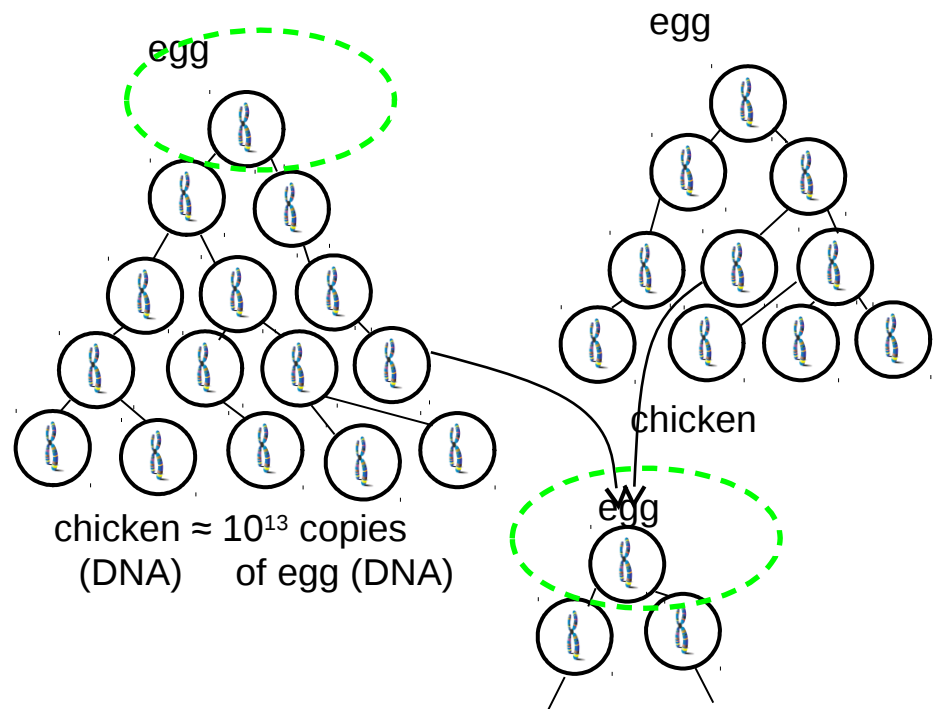 egg
egg
chicken
egg
chicken ≈ 10¹³ copies
(DNA) of egg (DNA)